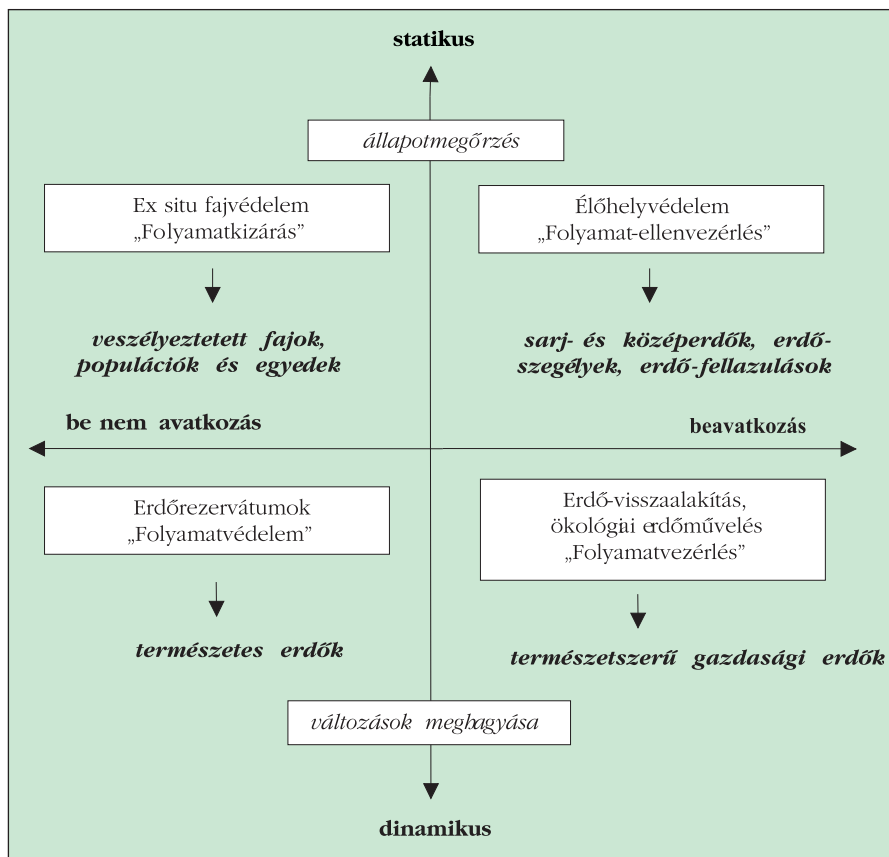 statikus
állapotmegőrzés
Ex situ fajvédelem
„Folyamatkizárás”
Élőhelyvédelem
„Folyamat-ellenvezérlés”
veszélyeztetett fajok,
populációk és egyedek
sarj- és középerdők, erdő-
szegélyek, erdő-fellazulások
be nem avatkozás
beavatkozás
Erdőrezervátumok
„Folyamatvédelem”
Erdő-visszaalakítás,
ökológiai erdőművelés
„Folyamatvezérlés”
természetes erdők
természetszerű gazdasági erdők
változások meghagyása
dinamikus